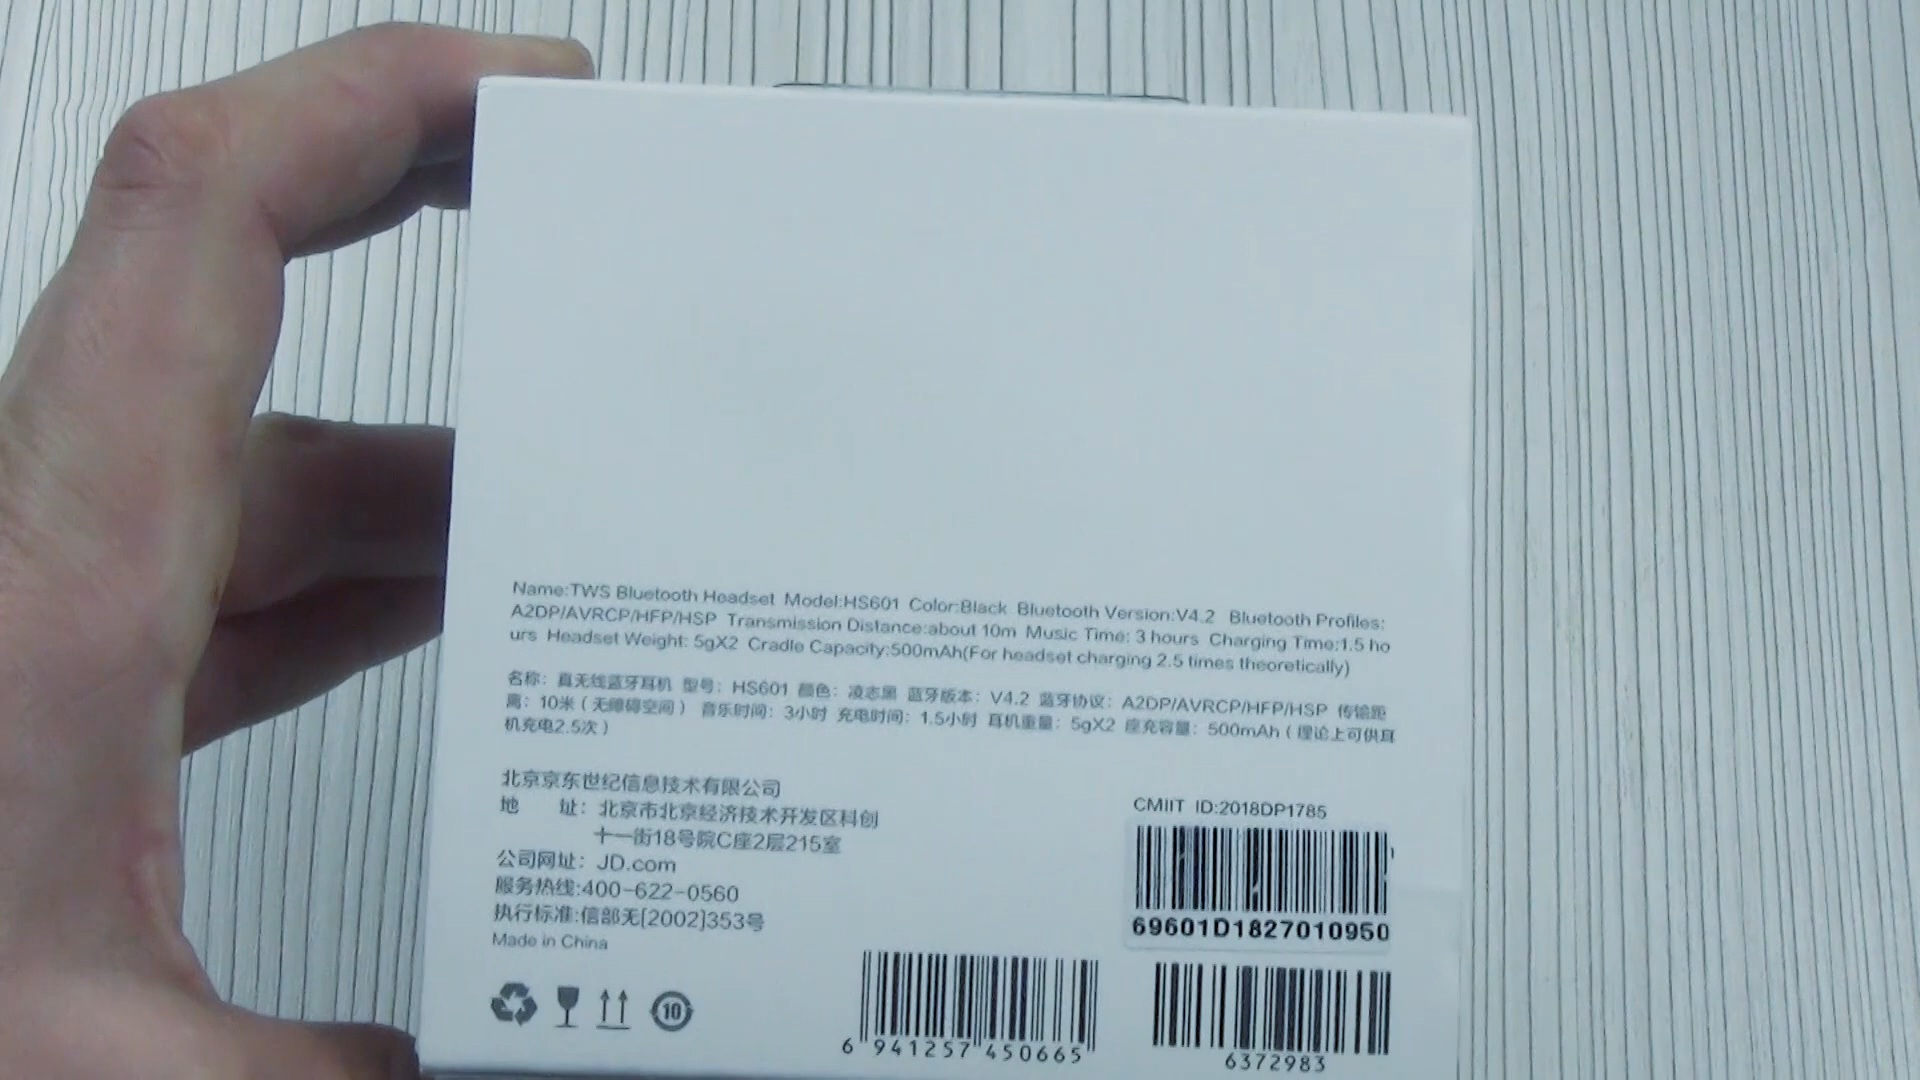 Name:TWS Bluetooth Headset Model:HS601 Color:Black Bluetooth Version:V4.2 Bluetooth Profiles:
A2DP/AVRCP/HFP/HSP Transmission Distance:about 10m Music Time: 3 hours Charging Time:1.5 ho
urs Headset Weight: 5gX2 Cradle Capacity:500mAh(For headset charging 2.5 times theoretically)
名称：真无线蓝牙耳机 型号：HS601 颜色：凌志黑 蓝牙版本：V4.2 蓝牙协议：A2DP/AVRCP/HFP/HSP 传输距
离：10米（无障碍空间） 音乐时间：3小时 充电时间：1.5小时 耳机重量：5gX2 座充容量：500mAh（理论上可供耳
机充电2.5次）
北京京东世纪信息技术有限公司
地 址：北京市北京经济技术开发区科创
十一街18号院C座2层215室
公司网址：JD.com
服务热线:400-622-0560
执行标准:信部无[2002]353号
Made in China
10
CMIIT ID:2018DP1785
69601D1827010950
6 941257 450665
6372983